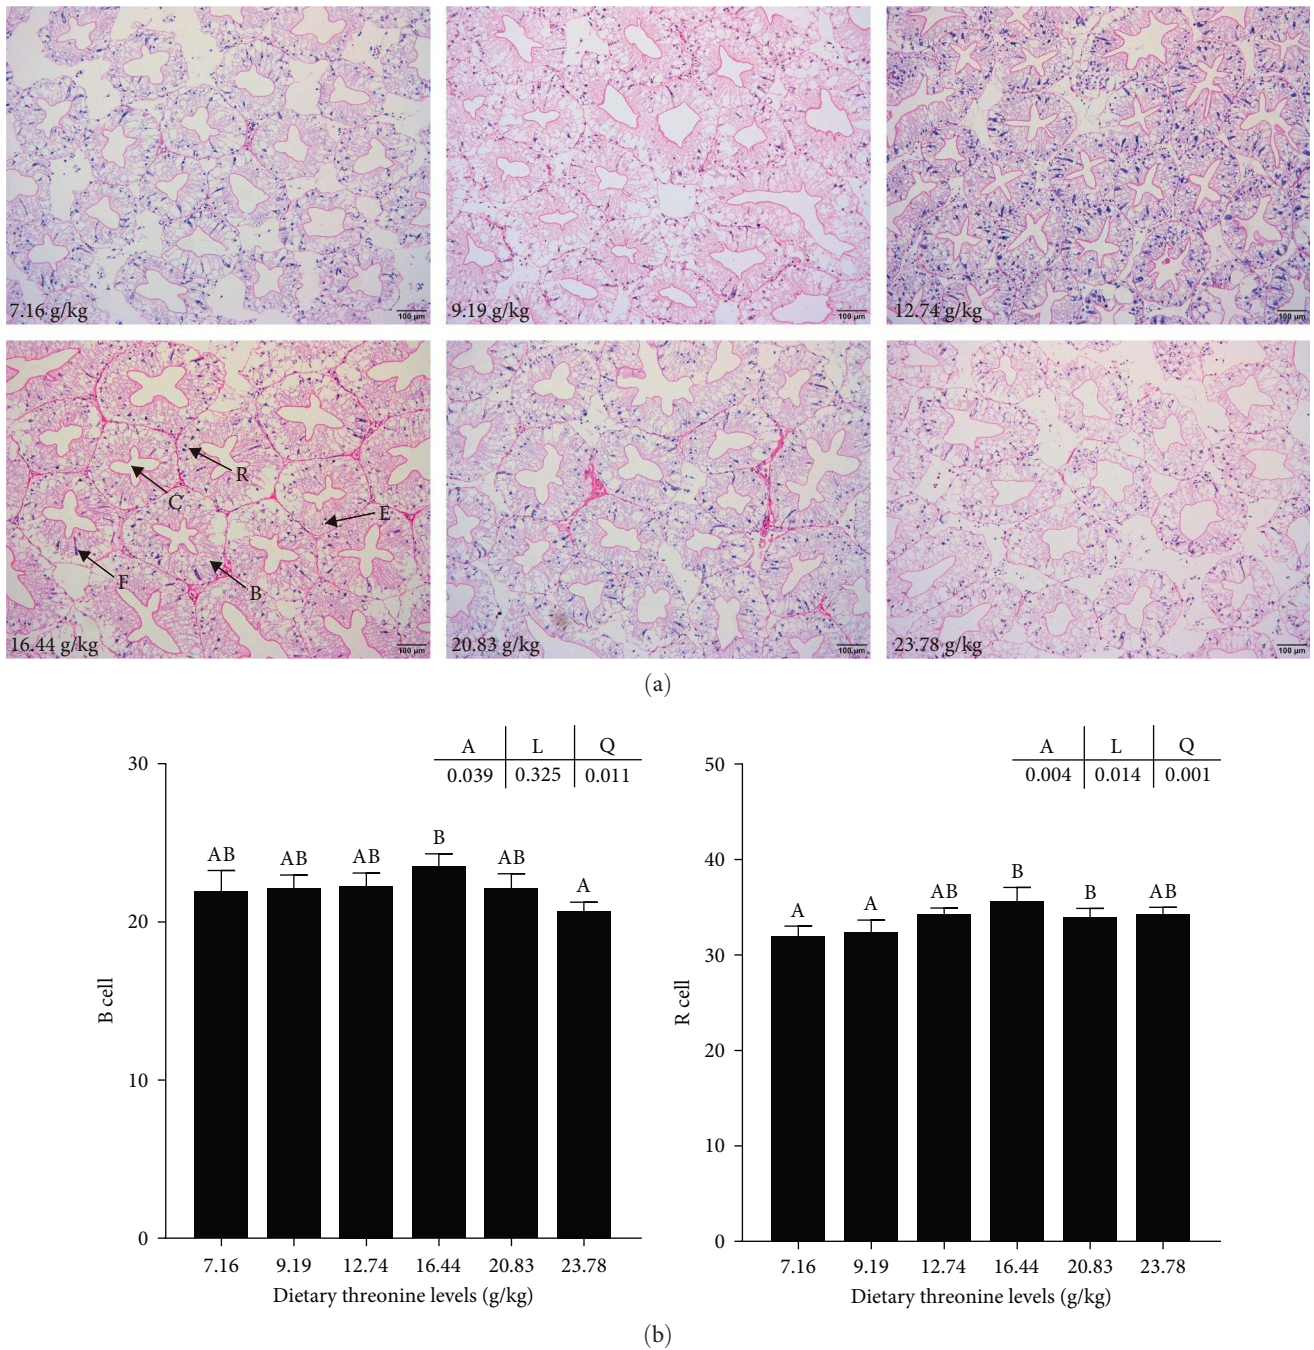 7.16 g/kg
100 µm
9.19 g/kg
100 µm
12.74 g/kg
100 µm
R
C
E
F
B
16.44 g/kg
100 µm
20.83 g/kg
100 µm
23.78 g/kg
100 µm
(a)
A L Q
0.039 0.325 0.011
30
20
10
0
B cell
AB AB AB B AB A
7.16 9.19 12.74 16.44 20.83 23.78
Dietary threonine levels (g/kg)
A L Q
0.004 0.014 0.001
50
40
30
20
10
0
R cell
A A AB B B AB
7.16 9.19 12.74 16.44 20.83 23.78
Dietary threonine levels (g/kg)
(b)